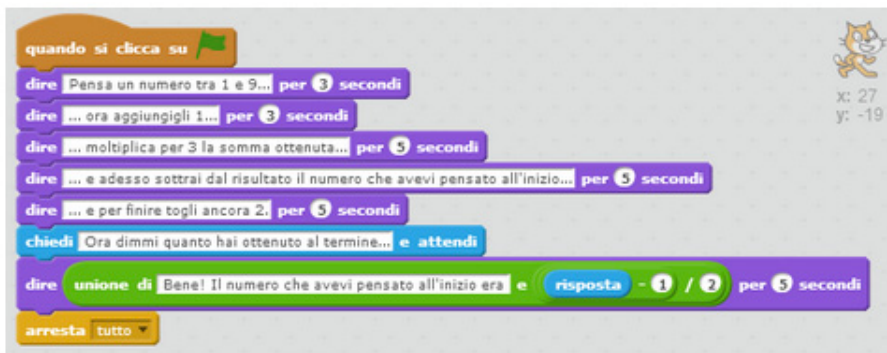 quando si clicca su
dire Pensa un numero tra 1 e 9... per 3 secondi
dire ... ora aggiungigli 1... per 3 secondi
dire ... moltiplica per 3 la somma ottenuta... per 5 secondi
dire ... e adesso sottrai dal risultato il numero che avevi pensato all'inizio... per 5 secondi
dire ... e per finire togli ancora 2. per 5 secondi
chiedi Ora dimmi quanto hai ottenuto al termine... e attendi
dire unione di Bene! Il numero che avevi pensato all'inizio era e risposta - 1 / 2 per 5 secondi
arresta tutto
x: 27
y: -19